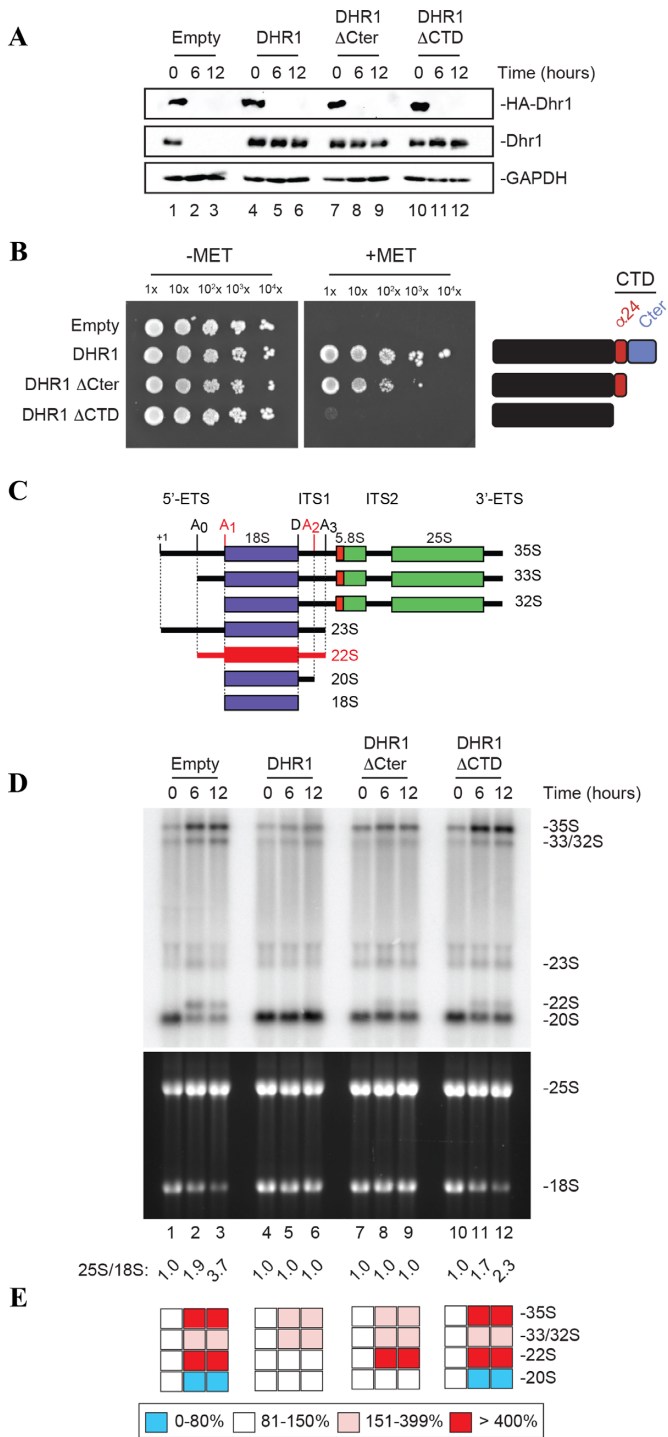 A
Empty DHR1 DHR1 ΔCter DHR1 ΔCTD
0 6 12 0 6 12 0 6 12 0 6 12 Time (hours)
-HA-Dhr1
-Dhr1
-GAPDH
1 2 3 4 5 6 7 8 9 10 11 12
B
-MET +MET
1x 10x 10²x 10³x 10⁴x 1x 10x 10²x 10³x 10⁴x
CTD
α24 Cter
Empty
DHR1
DHR1 ΔCter
DHR1 ΔCTD
C
5'-ETS ITS1 ITS2 3'-ETS
+1 A0 A1 18S D A2 A3 5.8S 25S
35S
33S
32S
23S
22S
20S
18S
D
Empty DHR1 DHR1 ΔCter DHR1 ΔCTD
0 6 12 0 6 12 0 6 12 0 6 12 Time (hours)
-35S
-33/32S
-23S
-22S
-20S
-25S
-18S
1 2 3 4 5 6 7 8 9 10 11 12
25S/18S: 1.0 1.9 3.7 1.0 1.0 1.0 1.0 1.0 1.0 1.0 1.7 2.3
E
-35S
-33/32S
-22S
-20S
0-80% 81-150% 151-399% > 400%